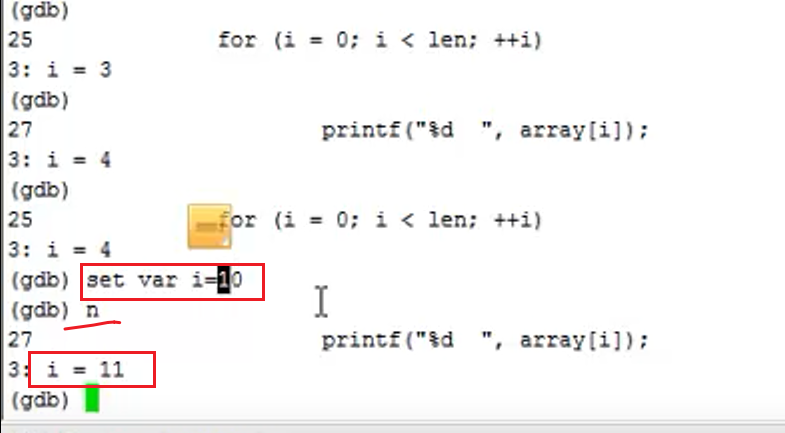 (gdb)
25 for (i = 0; i < len; ++i)
3: i = 3
(gdb)
27 printf("%d ", array[i]);
3: i = 4
(gdb)
25 for (i = 0; i < len; ++i)
3: i = 4
(gdb) set var i=10
(gdb) n
27 printf("%d ", array[i]);
3: i = 11
(gdb)